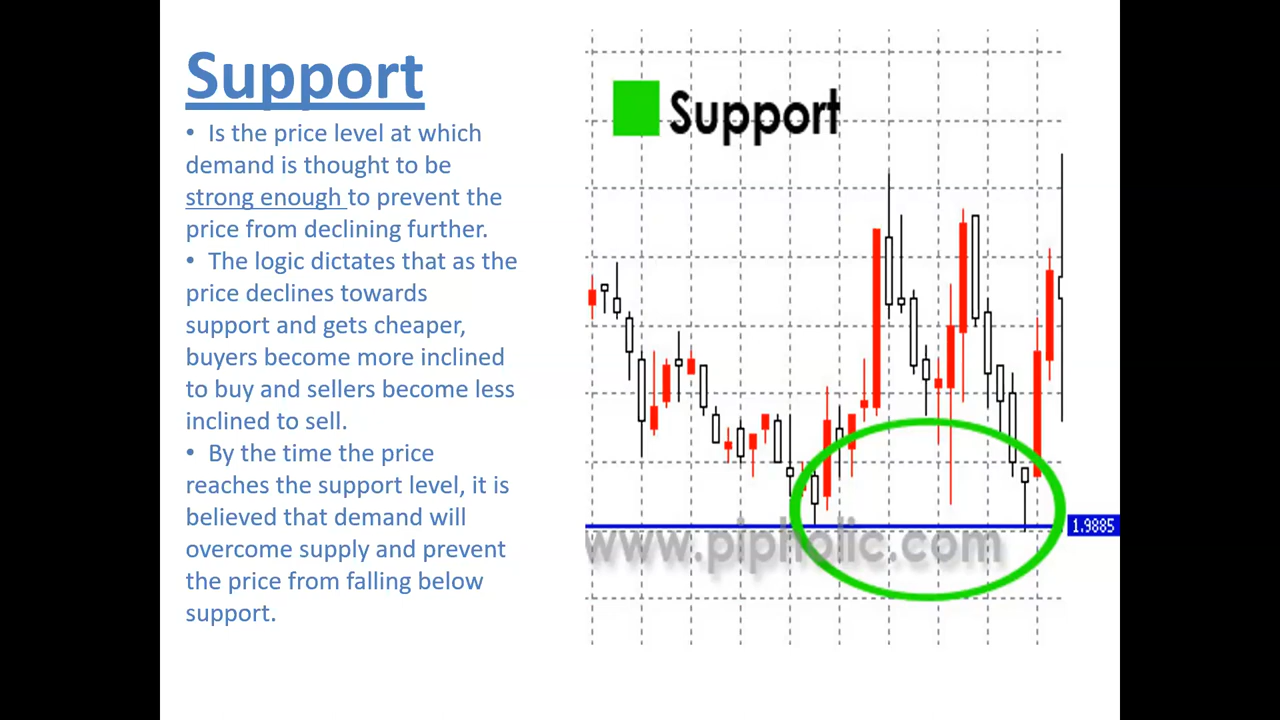 Support
• Is the price level at which
demand is thought to be
strong enough to prevent the
price from declining further.
• The logic dictates that as the
price declines towards
support and gets cheaper,
buyers become more inclined
to buy and sellers become less
inclined to sell.
• By the time the price
reaches the support level, it is
believed that demand will
overcome supply and prevent
the price from falling below
support.
Support
1.9885
www.pipholic.com